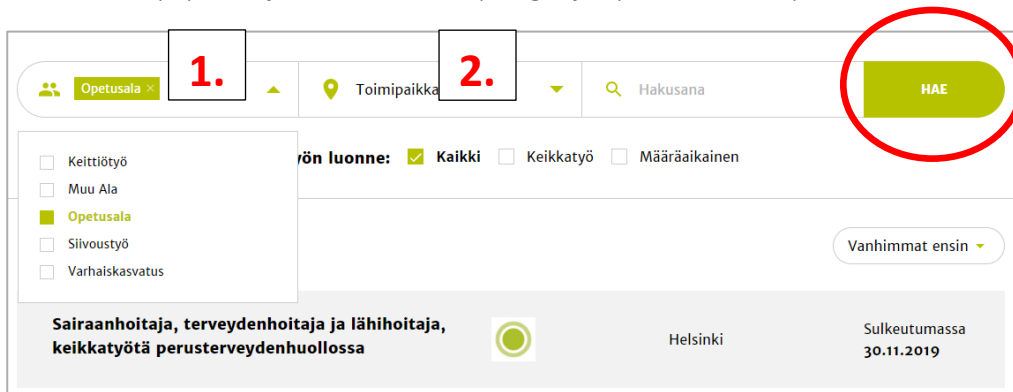 Opetusala ×
1.
Toimipaikka
2.
Hakusana
HAE
Keittiötyö
Muu Ala
Opetusala
Siivoustyö
Varhaiskasvatus
ön luonne: Kaikki Keikkatyö Määräaikainen
Vanhimmat ensin
Sairaanhoitaja, terveydenhoitaja ja lähihoitaja,
keikkatyötä perusterveydenhuollossa
Helsinki
Sulkeutumassa
30.11.2019